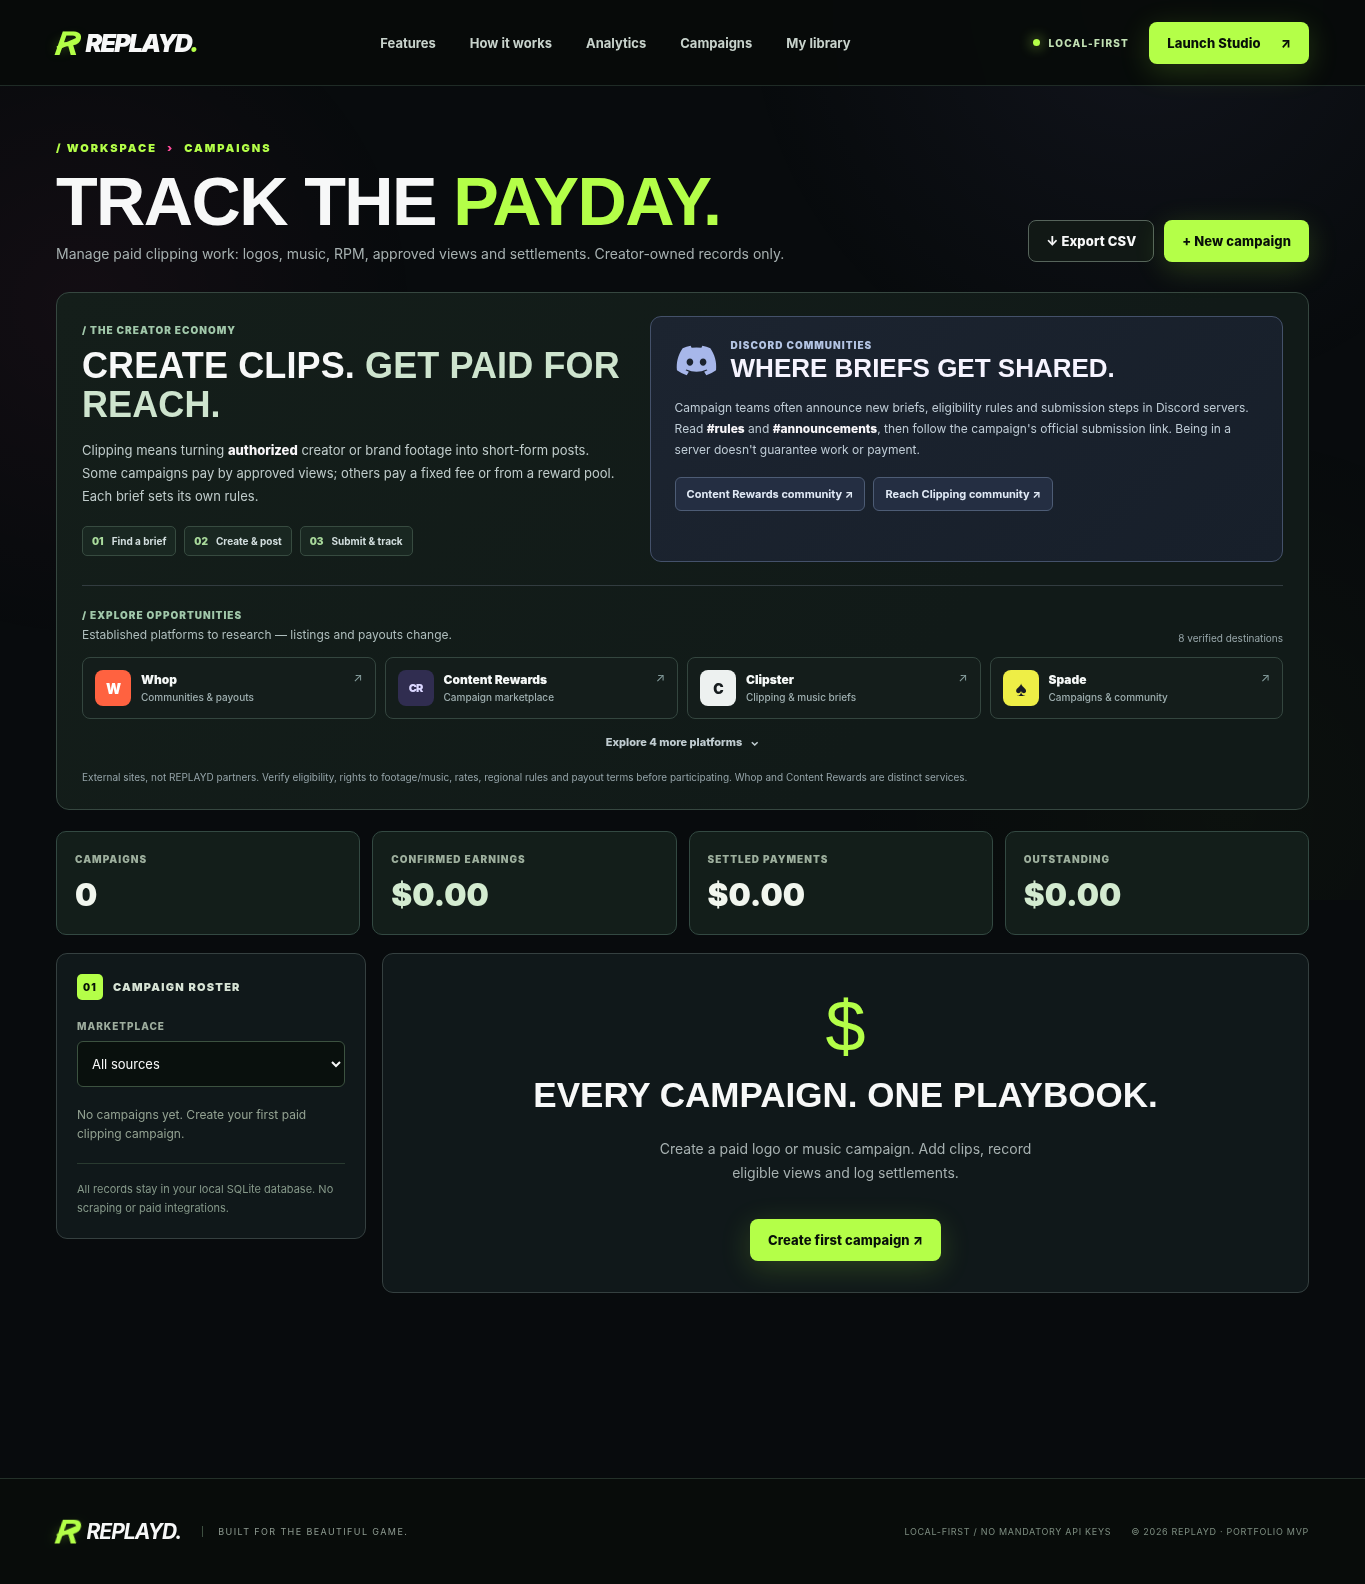 REPLAYD.
Features
How it works
Analytics
Campaigns
My library
LOCAL-FIRST
Launch Studio ↗
/ WORKSPACE › CAMPAIGNS
TRACK THE PAYDAY.
Manage paid clipping work: logos, music, RPM, approved views and settlements. Creator-owned records only.
↓ Export CSV
+ New campaign
/ THE CREATOR ECONOMY
CREATE CLIPS. GET PAID FOR
REACH.
Clipping means turning authorized creator or brand footage into short-form posts.
Some campaigns pay by approved views; others pay a fixed fee or from a reward pool.
Each brief sets its own rules.
01 Find a brief
02 Create & post
03 Submit & track
DISCORD COMMUNITIES
WHERE BRIEFS GET SHARED.
Campaign teams often announce new briefs, eligibility rules and submission steps in Discord servers.
Read #rules and #announcements, then follow the campaign's official submission link. Being in a
server doesn't guarantee work or payment.
Content Rewards community ↗
Reach Clipping community ↗
/ EXPLORE OPPORTUNITIES
Established platforms to research — listings and payouts change.
8 verified destinations
W
Whop ↗
Communities & payouts
CR
Content Rewards ↗
Campaign marketplace
C
Clipster ↗
Clipping & music briefs
♠
Spade ↗
Campaigns & community
Explore 4 more platforms ⌄
External sites, not REPLAYD partners. Verify eligibility, rights to footage/music, rates, regional rules and payout terms before participating. Whop and Content Rewards are distinct services.
CAMPAIGNS
0
CONFIRMED EARNINGS
$0.00
SETTLED PAYMENTS
$0.00
OUTSTANDING
$0.00
01 CAMPAIGN ROSTER
MARKETPLACE
All sources
No campaigns yet. Create your first paid
clipping campaign.
All records stay in your local SQLite database. No
scraping or paid integrations.
$
EVERY CAMPAIGN. ONE PLAYBOOK.
Create a paid logo or music campaign. Add clips, record
eligible views and log settlements.
Create first campaign ↗
REPLAYD.
BUILT FOR THE BEAUTIFUL GAME.
LOCAL-FIRST / NO MANDATORY API KEYS
© 2026 REPLAYD · PORTFOLIO MVP